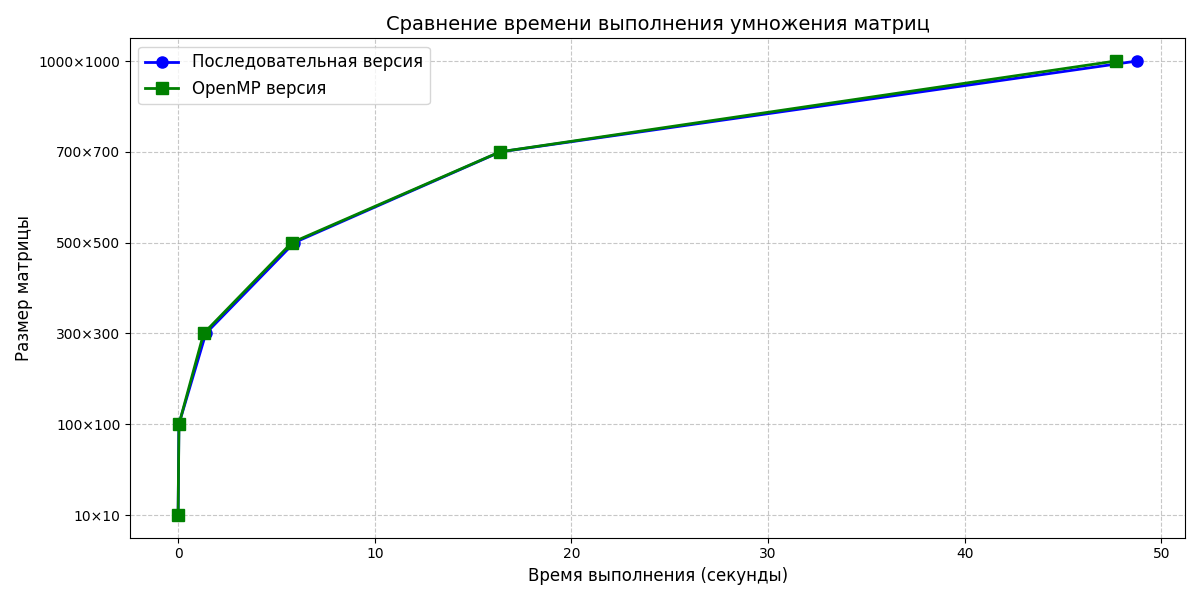 Сравнение времени выполнения умножения матриц
Последовательная версия
OpenMP версия
Размер матрицы
1000×1000
700×700
500×500
300×300
100×100
10×10
0 10 20 30 40 50
Время выполнения (секунды)